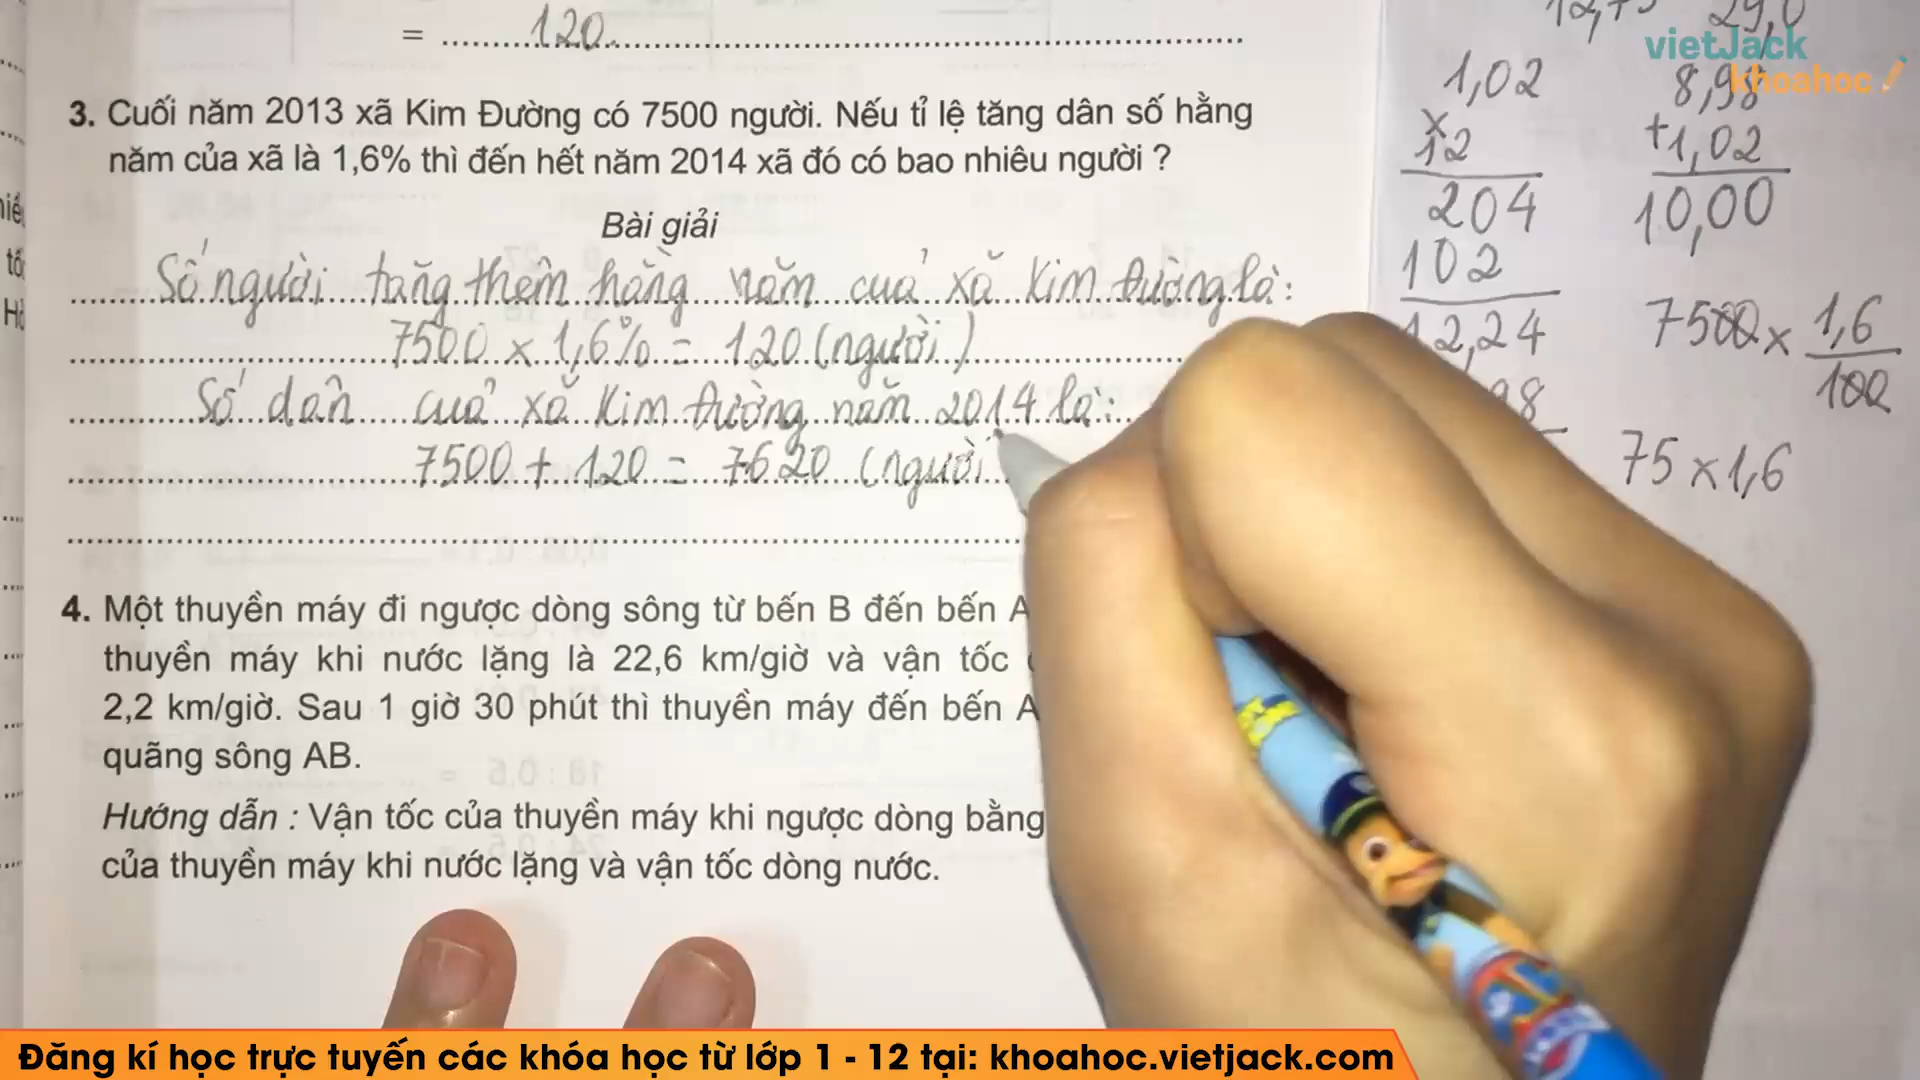 = 120
3. Cuối năm 2013 xã Kim Đường có 7500 người. Nếu tỉ lệ tăng dân số hằng
năm của xã là 1,6% thì đến hết năm 2014 xã đó có bao nhiêu người ?
Bài giải
Số người tăng thêm hằng năm của xã Kim Đường là:
7500 x 1,6% = 120 (người)
Số dân của xã Kim Đường năm 2014 là:
7500 + 120 = 7620 (người
4. Một thuyền máy đi ngược dòng sông từ bến B đến bến A
thuyền máy khi nước lặng là 22,6 km/giờ và vận tốc
2,2 km/giờ. Sau 1 giờ 30 phút thì thuyền máy đến bến A
quãng sông AB.
Hướng dẫn : Vận tốc của thuyền máy khi ngược dòng bằng
của thuyền máy khi nước lặng và vận tốc dòng nước.
1,02
x
12
204
102
12,24
8,98
+1,02
10,00
7500 x 1,6
100
75 x 1,6
vietJack
khoahoc
Đăng kí học trực tuyến các khóa học từ lớp 1 - 12 tại: khoahoc.vietjack.com